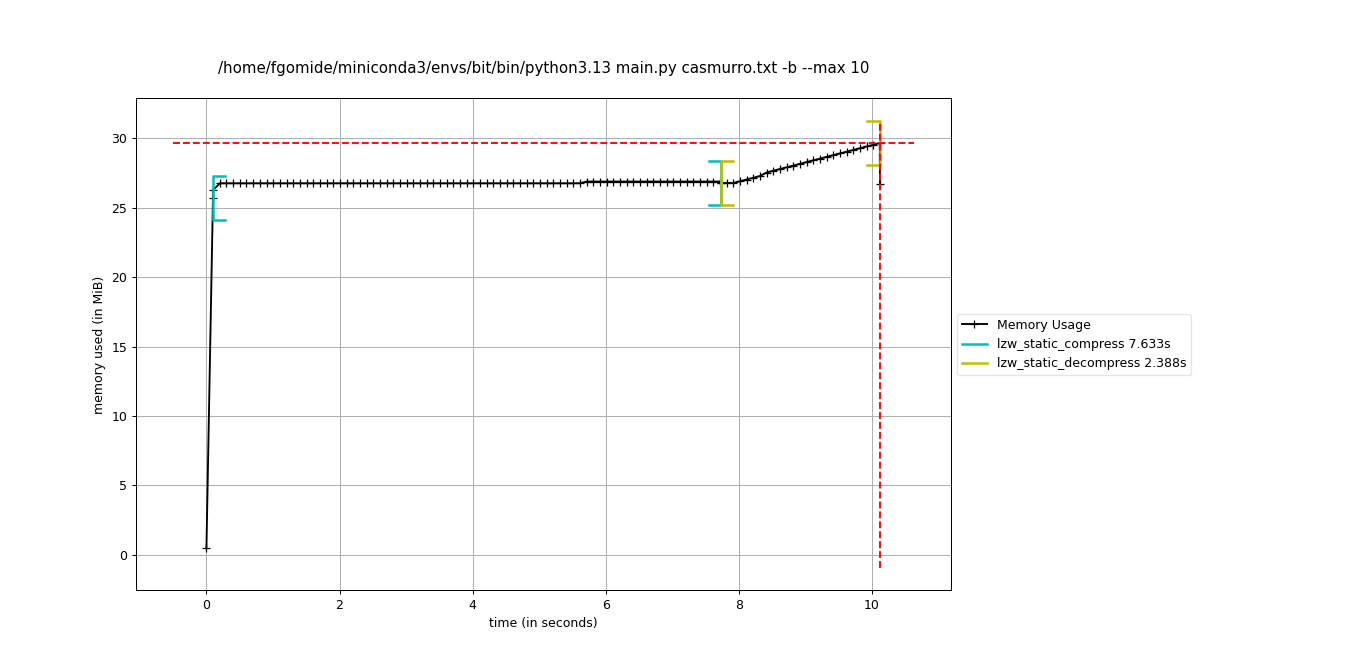 /home/fgomide/miniconda3/envs/bit/bin/python3.13 main.py casmurro.txt -b --max 10
30
25
20
15
10
5
0
memory used (in MiB)
0 2 4 6 8 10
time (in seconds)
Memory Usage
lzw_static_compress 7.633s
lzw_static_decompress 2.388s